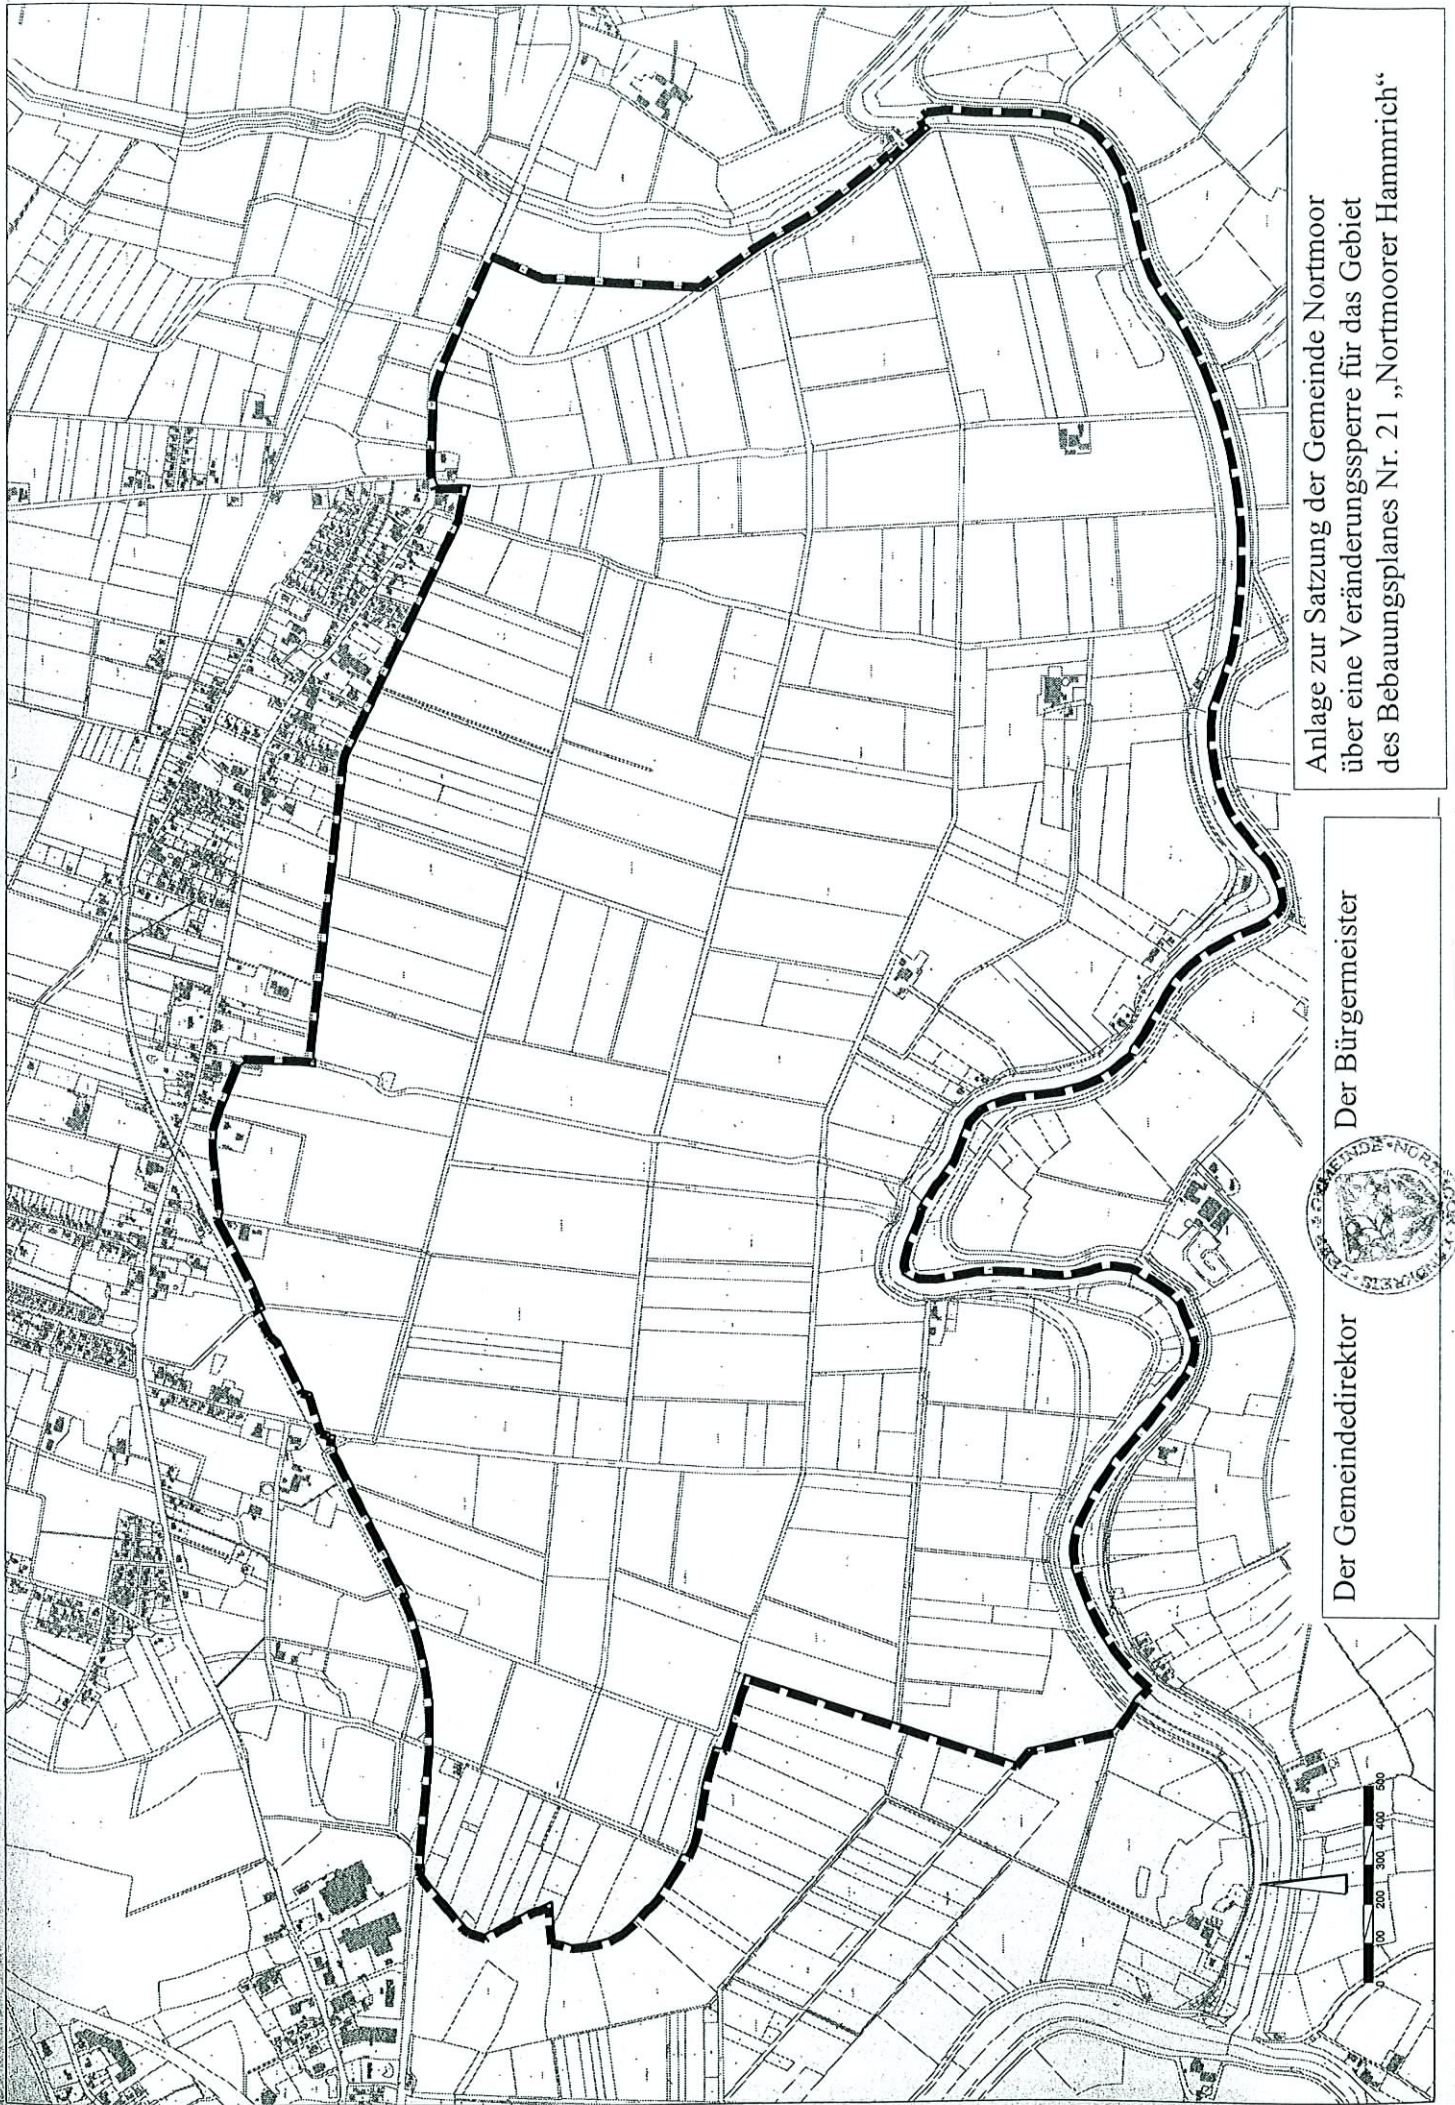 Anlage zur Satzung der Gemeinde Nortmoor
über eine Veränderungssperre für das Gebiet
des Bebauungsplanes Nr. 21 „Nortmoorer Hammrich“
Der Gemeindedirektor
Der Bürgermeister
0 100 200 300 400 500